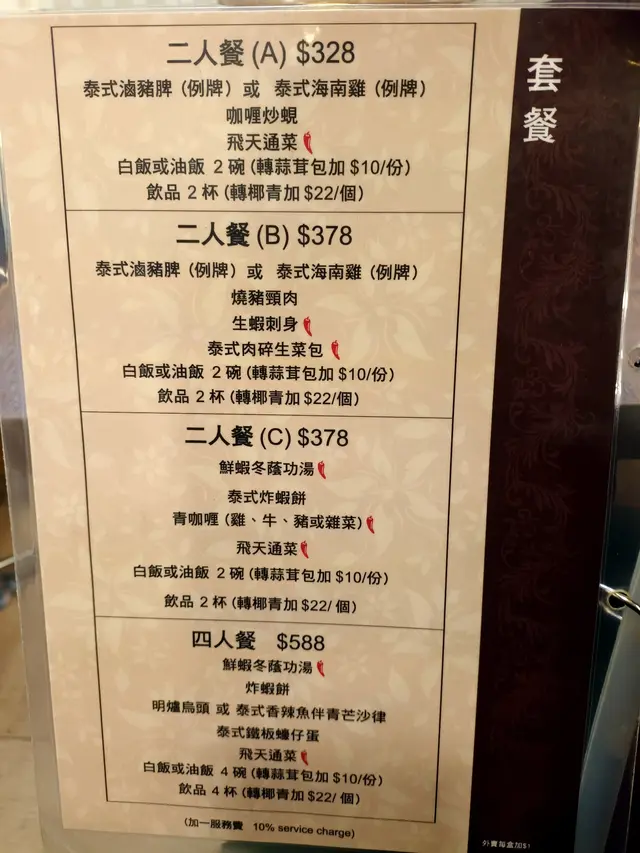 套餐
二人餐 (A) $328
泰式滷豬脾（例牌）或 泰式海南雞（例牌）
咖喱炒蜆
飛天通菜
白飯或油飯 2 碗 (轉蒜茸包加 $10/份)
飲品 2 杯 (轉椰青加 $22/個)
二人餐 (B) $378
泰式滷豬脾（例牌）或 泰式海南雞（例牌）
燒豬頸肉
生蝦刺身
泰式肉碎生菜包
白飯或油飯 2 碗 (轉蒜茸包加 $10/份)
飲品 2 杯 (轉椰青加 $22/個)
二人餐 (C) $378
鮮蝦冬蔭功湯
泰式炸蝦餅
青咖喱 (雞、牛、豬或雜菜)
飛天通菜
白飯或油飯 2 碗 (轉蒜茸包加 $10/份)
飲品 2 杯 (轉椰青加 $22/ 個)
四人餐 $588
鮮蝦冬蔭功湯
炸蝦餅
明爐烏頭 或 泰式香辣魚伴青芒沙律
泰式鐵板蠔仔蛋
飛天通菜
白飯或油飯 4 碗 (轉蒜茸包加 $10/份)
飲品 4 杯 (轉椰青加 $22/ 個)
(加一服務費 10% service charge)
外賣每盒加$1